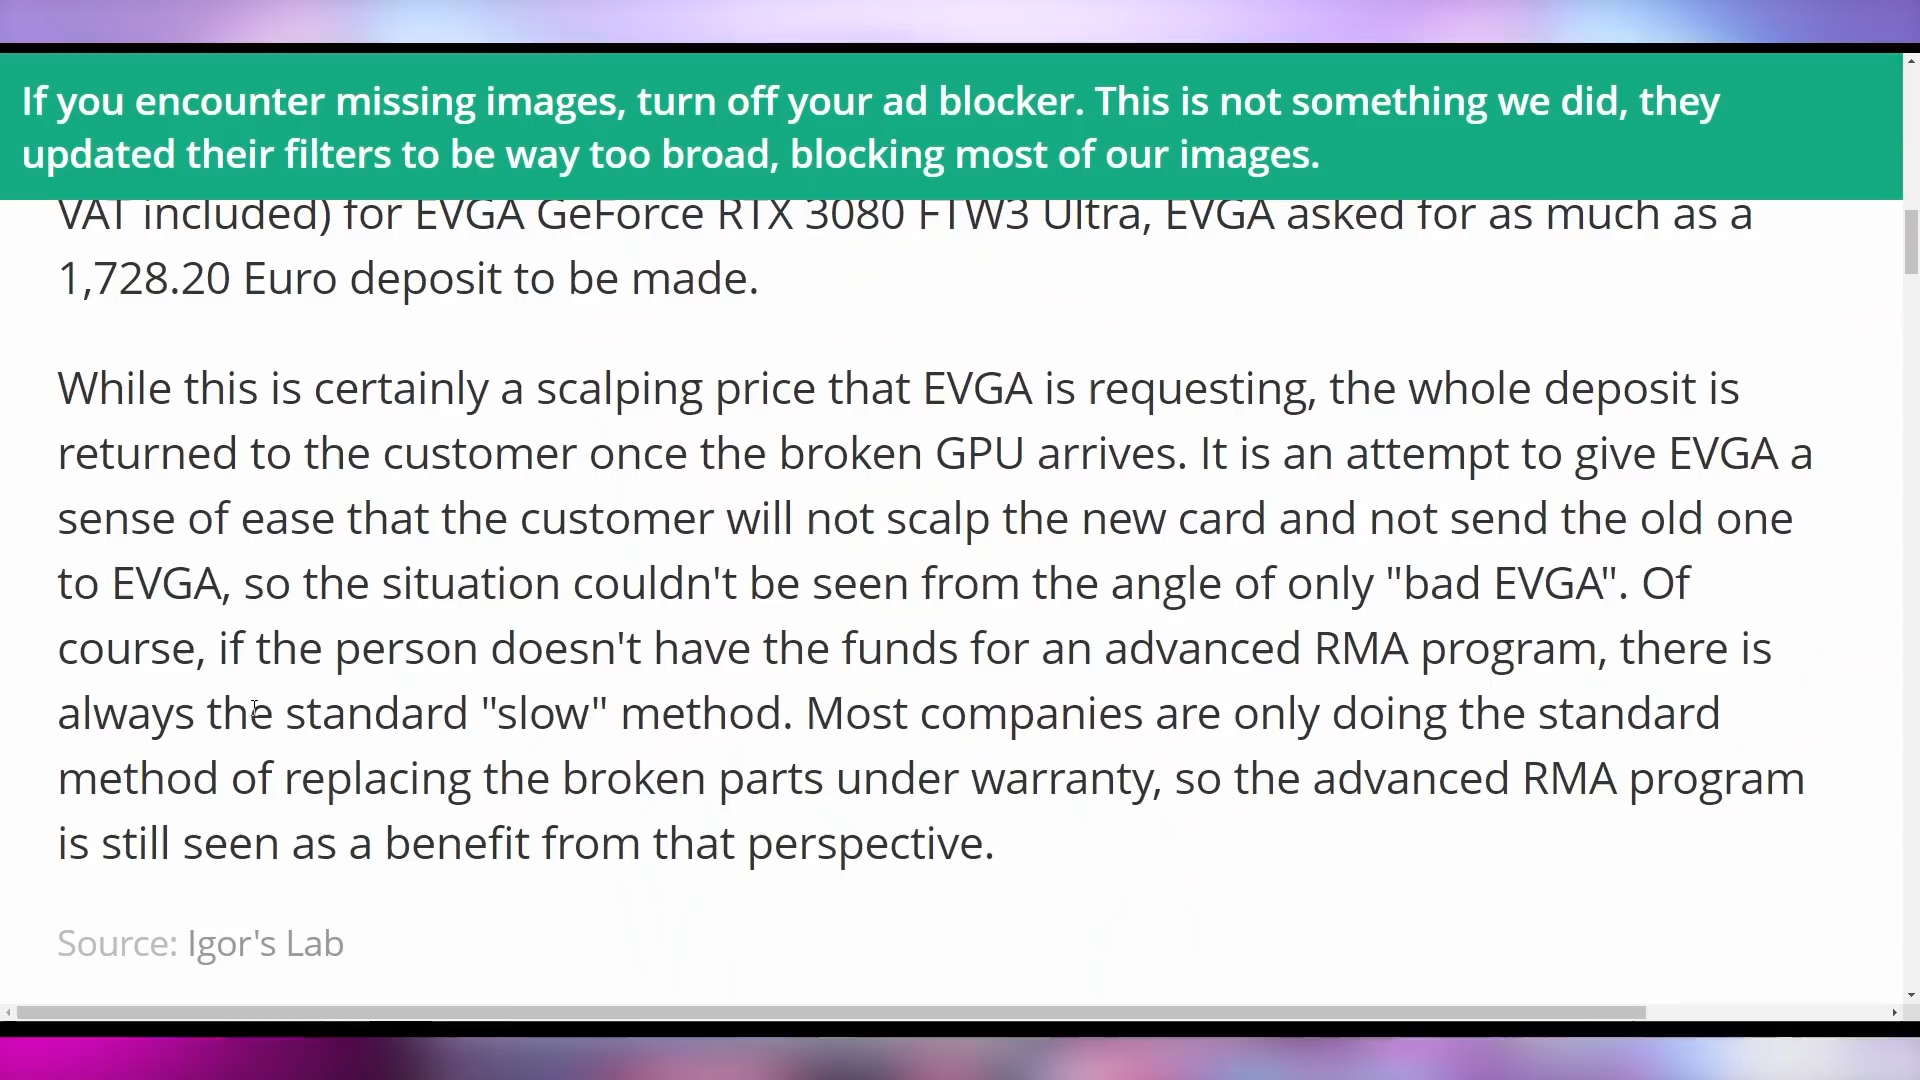 If you encounter missing images, turn off your ad blocker. This is not something we did, they
updated their filters to be way too broad, blocking most of our images.
VAT included) for EVGA GeForce RTX 3080 FTW3 Ultra, EVGA asked for as much as a
1,728.20 Euro deposit to be made.
While this is certainly a scalping price that EVGA is requesting, the whole deposit is
returned to the customer once the broken GPU arrives. It is an attempt to give EVGA a
sense of ease that the customer will not scalp the new card and not send the old one
to EVGA, so the situation couldn't be seen from the angle of only "bad EVGA". Of
course, if the person doesn't have the funds for an advanced RMA program, there is
always the standard "slow" method. Most companies are only doing the standard
method of replacing the broken parts under warranty, so the advanced RMA program
is still seen as a benefit from that perspective.
Source: Igor's Lab